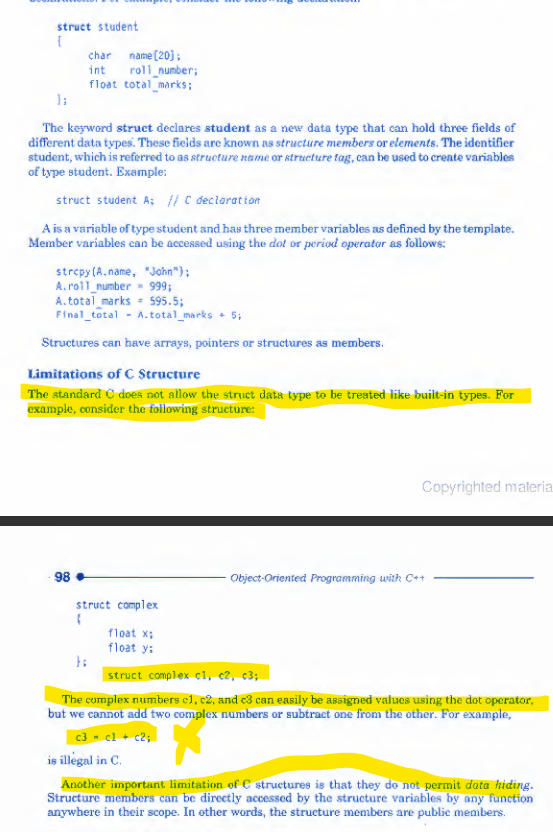 struct student
{
char name[20];
int roll_number;
float total_marks;
};
The keyword struct declares student as a new data type that can hold three fields of
different data types. These fields are known as structure members or elements. The identifier
student, which is referred to as structure name or structure tag, can be used to create variables
of type student. Example:
struct student A; // C declaration
A is a variable of type student and has three member variables as defined by the template.
Member variables can be accessed using the dot or period operator as follows:
strcpy(A.name, "John");
A.roll_number = 999;
A.total_marks = 595.5;
Final_total = A.total_marks + 5;
Structures can have arrays, pointers or structures as members.
Limitations of C Structure
The standard C does not allow the struct data type to be treated like built-in types. For
example, consider the following structure:
Copyrighted materia
98
Object-Oriented Programming with C++
struct complex
{
float x;
float y;
};
struct complex c1, c2, c3;
The complex numbers c1, c2, and c3 can easily be assigned values using the dot operator,
but we cannot add two complex numbers or subtract one from the other. For example,
c3 = c1 + c2;
is illegal in C.
Another important limitation of C structures is that they do not permit data hiding.
Structure members can be directly accessed by the structure variables by any function
anywhere in their scope. In other words, the structure members are public members.